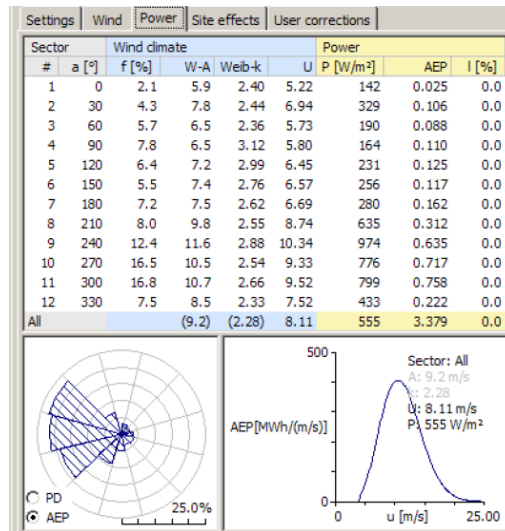 Settings Wind Power Site effects User corrections
Sector Wind climate Power
# a [°] f [%] W-A Weib-k U P [W/m²] AEP l [%]
1 0 2.1 5.9 2.40 5.22 142 0.025 0.0
2 30 4.3 7.8 2.44 6.94 329 0.106 0.0
3 60 5.7 6.5 2.36 5.73 190 0.088 0.0
4 90 7.8 6.5 3.12 5.80 164 0.110 0.0
5 120 6.4 7.2 2.99 6.45 231 0.125 0.0
6 150 5.5 7.4 2.76 6.57 256 0.117 0.0
7 180 7.2 7.5 2.62 6.69 280 0.162 0.0
8 210 8.0 9.8 2.55 8.74 635 0.312 0.0
9 240 12.4 11.6 2.88 10.34 974 0.635 0.0
10 270 16.5 10.5 2.54 9.33 776 0.717 0.0
11 300 16.8 10.7 2.66 9.52 799 0.758 0.0
12 330 7.5 8.5 2.33 7.52 433 0.222 0.0
All (9.2) (2.28) 8.11 555 3.379 0.0
PD
AEP
25.0%
500
Sector: All
A: 9.2 m/s
k: 2.28
U: 8.11 m/s
P: 555 W/m²
AEP[MWh/(m/s)]
0
0 u [m/s] 25.00